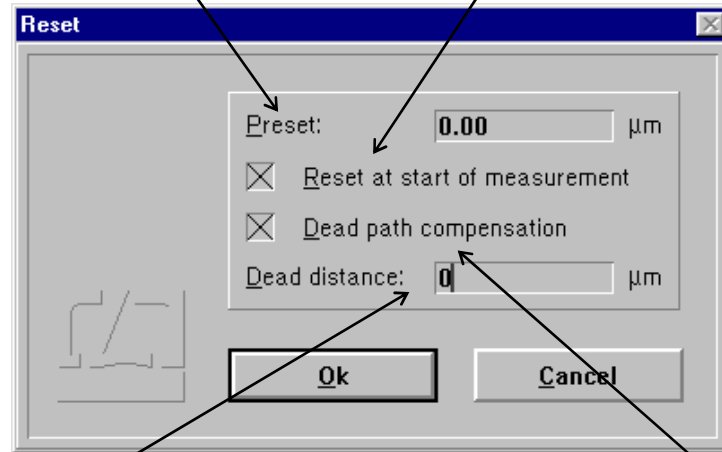 Reset
Preset: 0.00 µm
Reset at start of measurement
Dead path compensation
Dead distance: 0 µm
Ok Cancel